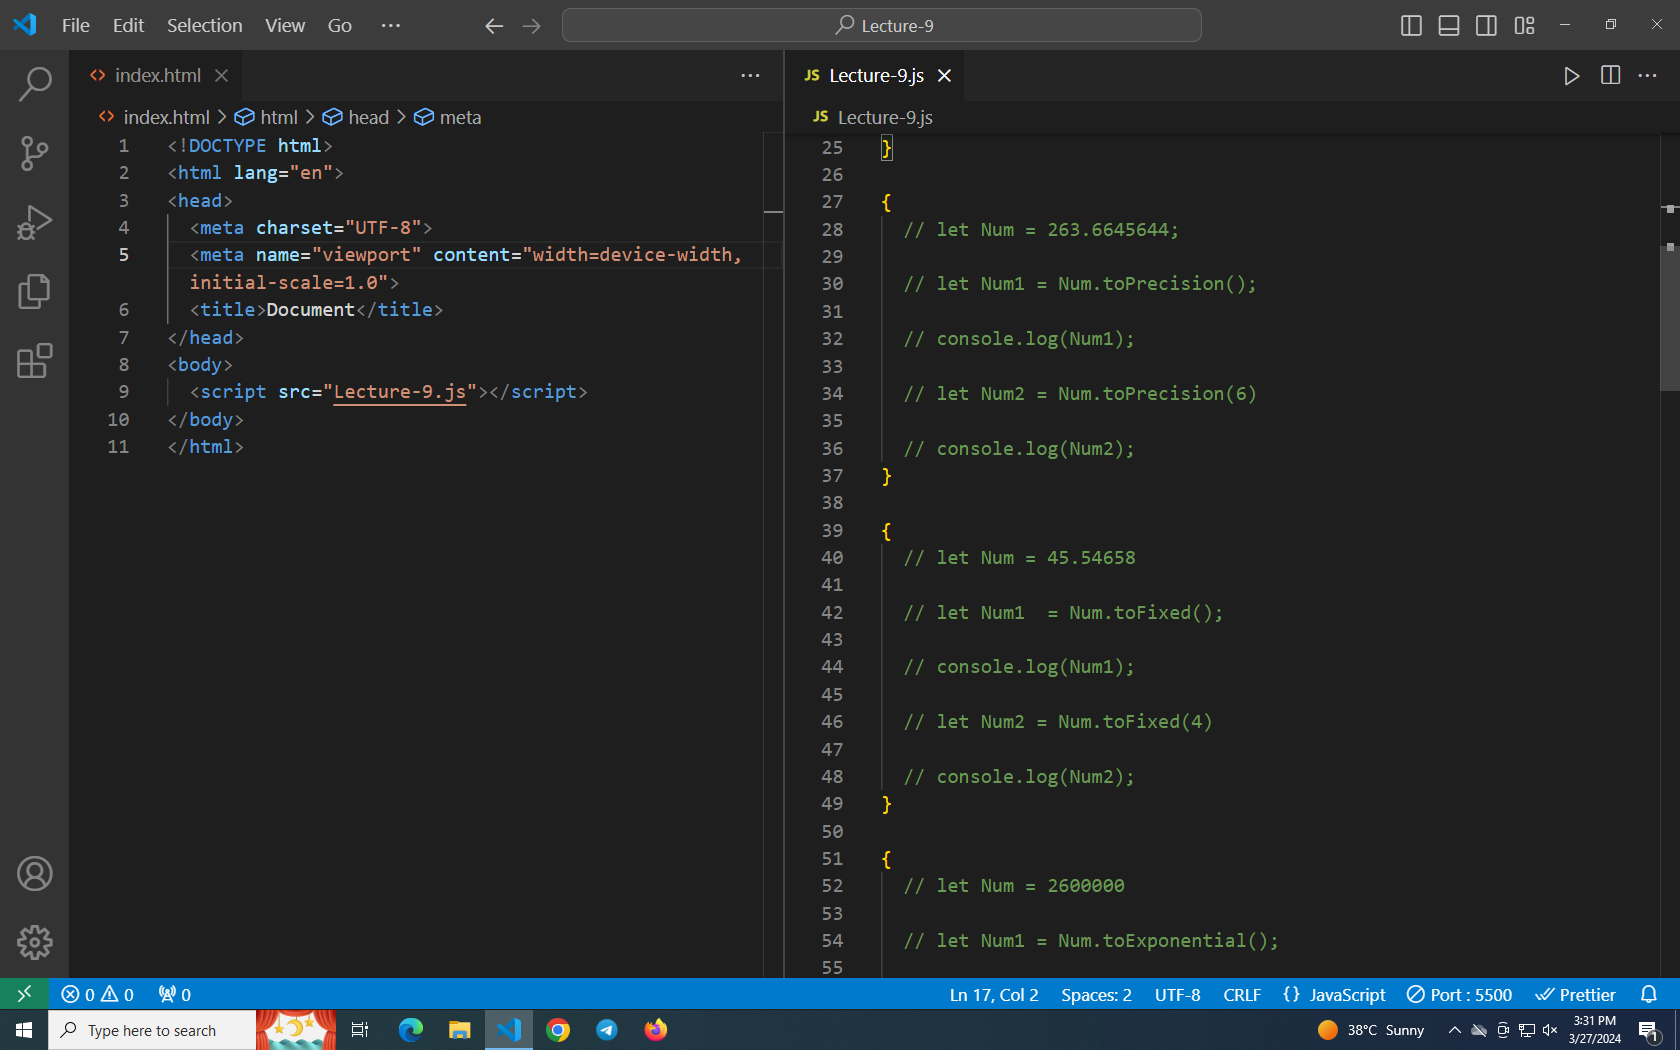 File Edit Selection View Go ···
Lecture-9
index.html
index.html > html > head > meta
1 <!DOCTYPE html>
2 <html lang="en">
3 <head>
4 <meta charset="UTF-8">
5 <meta name="viewport" content="width=device-width,
initial-scale=1.0">
6 <title>Document</title>
7 </head>
8 <body>
9 <script src="Lecture-9.js"></script>
10 </body>
11 </html>
JS Lecture-9.js
JS Lecture-9.js
25 }
26
27 {
28 // let Num = 263.6645644;
29
30 // let Num1 = Num.toPrecision();
31
32 // console.log(Num1);
33
34 // let Num2 = Num.toPrecision(6)
35
36 // console.log(Num2);
37 }
38
39 {
40 // let Num = 45.54658
41
42 // let Num1  = Num.toFixed();
43
44 // console.log(Num1);
45
46 // let Num2 = Num.toFixed(4)
47
48 // console.log(Num2);
49 }
50
51 {
52 // let Num = 2600000
53
54 // let Num1 = Num.toExponential();
55
0 0 0 Ln 17, Col 2 Spaces: 2 UTF-8 CRLF {} JavaScript Port : 5500 Prettier
Type here to search 38°C Sunny 3:31 PM
3/27/2024 1